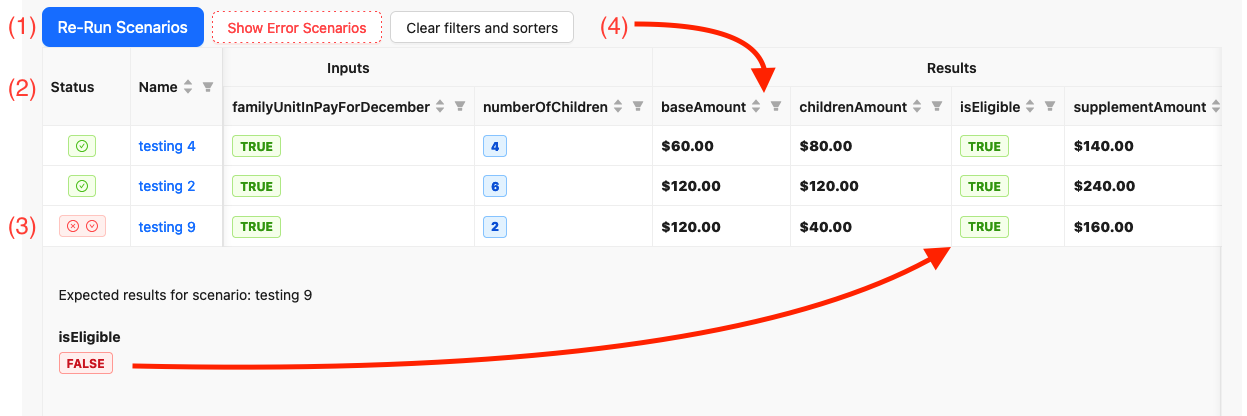 (1) Re-Run Scenarios Show Error Scenarios Clear filters and sorters (4)
Inputs Results
(2) Status Name
familyUnitInPayForDecember numberOfChildren baseAmount childrenAmount isEligible supplementAmount
testing 4 TRUE 4 $60.00 $80.00 TRUE $140.00
testing 2 TRUE 6 $120.00 $120.00 TRUE $240.00
(3) testing 9 TRUE 2 $120.00 $40.00 TRUE $160.00
Expected results for scenario: testing 9
isEligible
FALSE